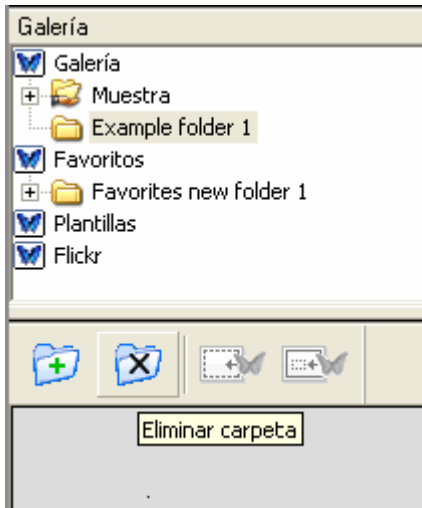 Galería
Galería
Muestra
Example folder 1
Favoritos
Favorites new folder 1
Plantillas
Flickr
Eliminar carpeta